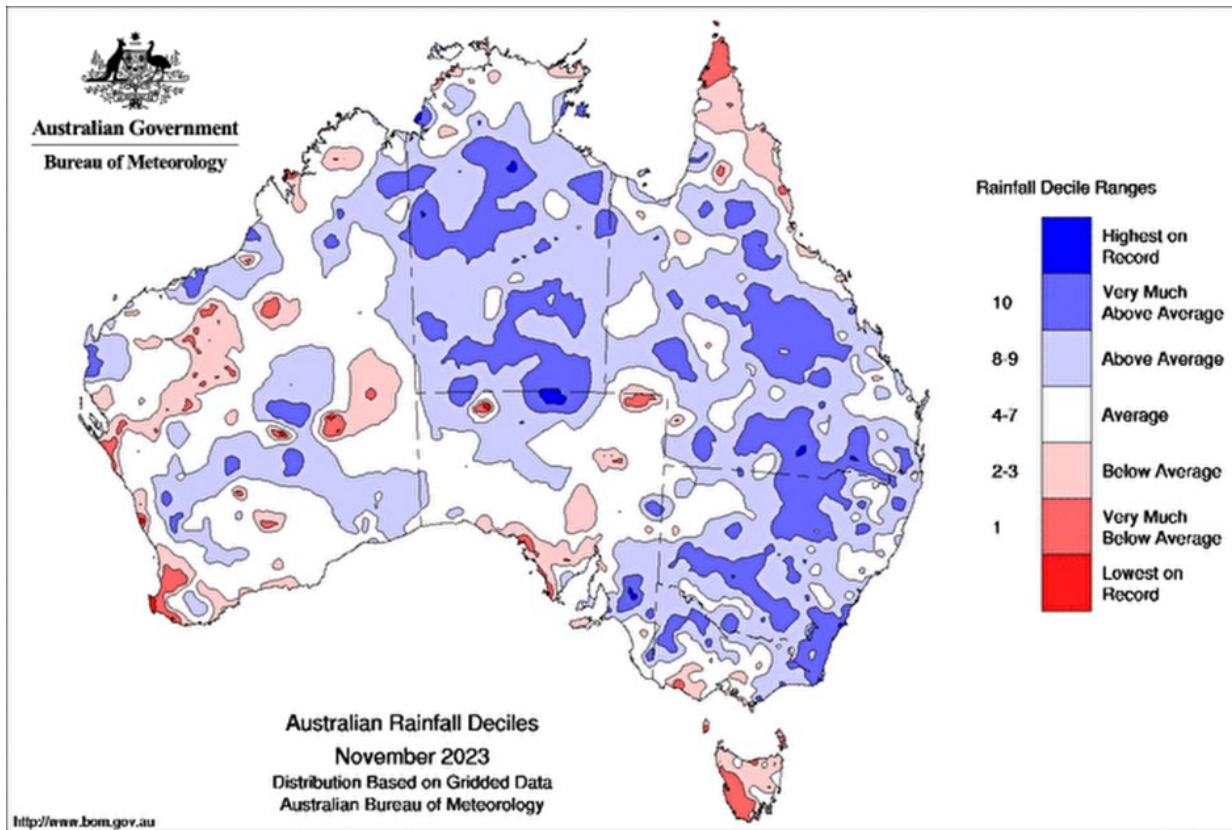 Australian Government
Bureau of Meteorology
Rainfall Decile Ranges
Highest on
Record
10
Very Much
Above Average
8-9
Above Average
4-7
Average
2-3
Below Average
1
Very Much
Below Average
Lowest on
Record
Australian Rainfall Deciles
November 2023
Distribution Based on Gridded Data
Australian Bureau of Meteorology
http://www.bom.gov.au